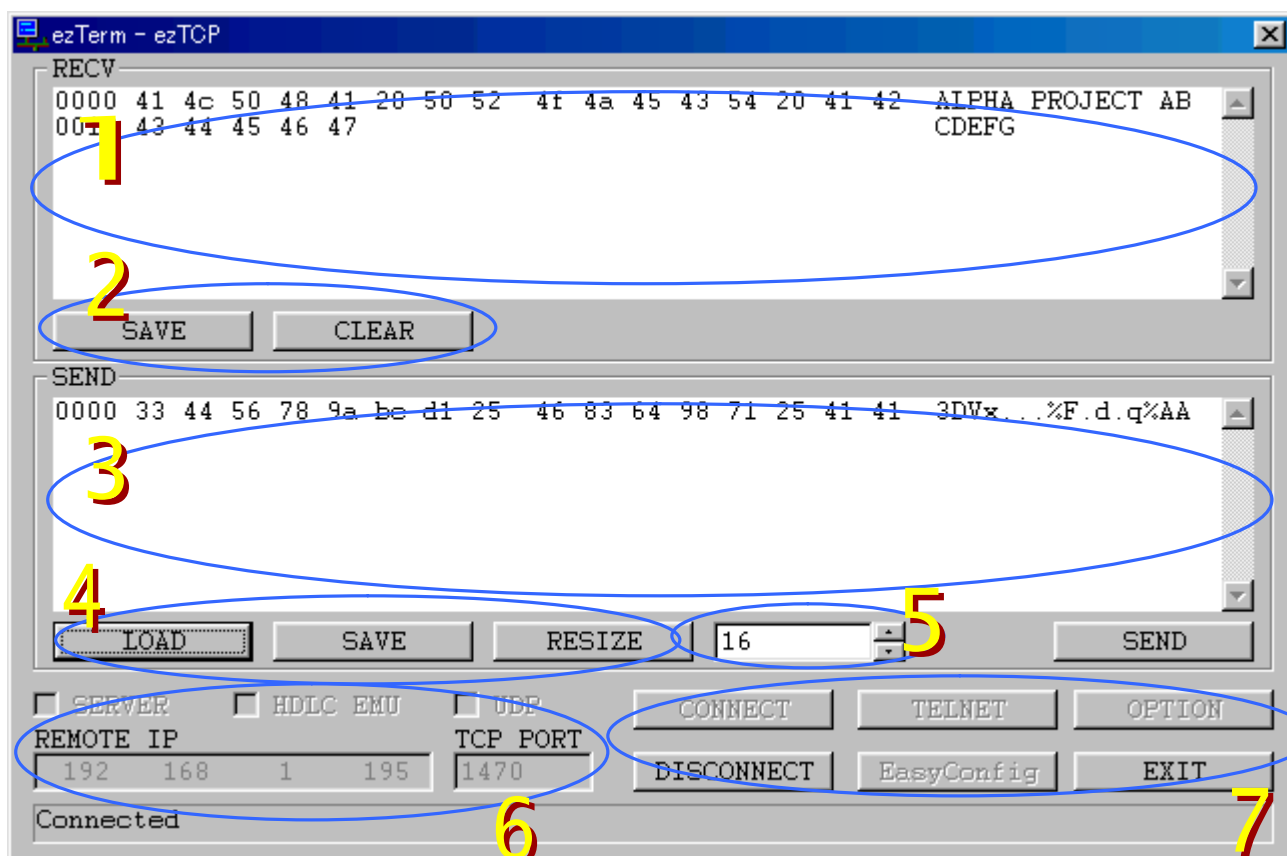 ezTerm - ezTCP
RECV
0000 41 4c 50 48 41 20 50 52 4f 4a 45 43 54 20 41 42 ALPHA PROJECT AB
0010 43 44 45 46 47 CDEFG
1
2
SAVE CLEAR
SEND
0000 33 44 56 78 9a bc d1 25 46 83 64 98 71 25 41 41 3DVx...%F.d.q%AA
3
4
5
LOAD SAVE RESIZE 16 SEND
SERVER HDLC EMU UDP CONNECT TELNET OPTION
REMOTE IP TCP PORT
192 168 1 195 1470 DISCONNECT EasyConfig EXIT
Connected
6
7